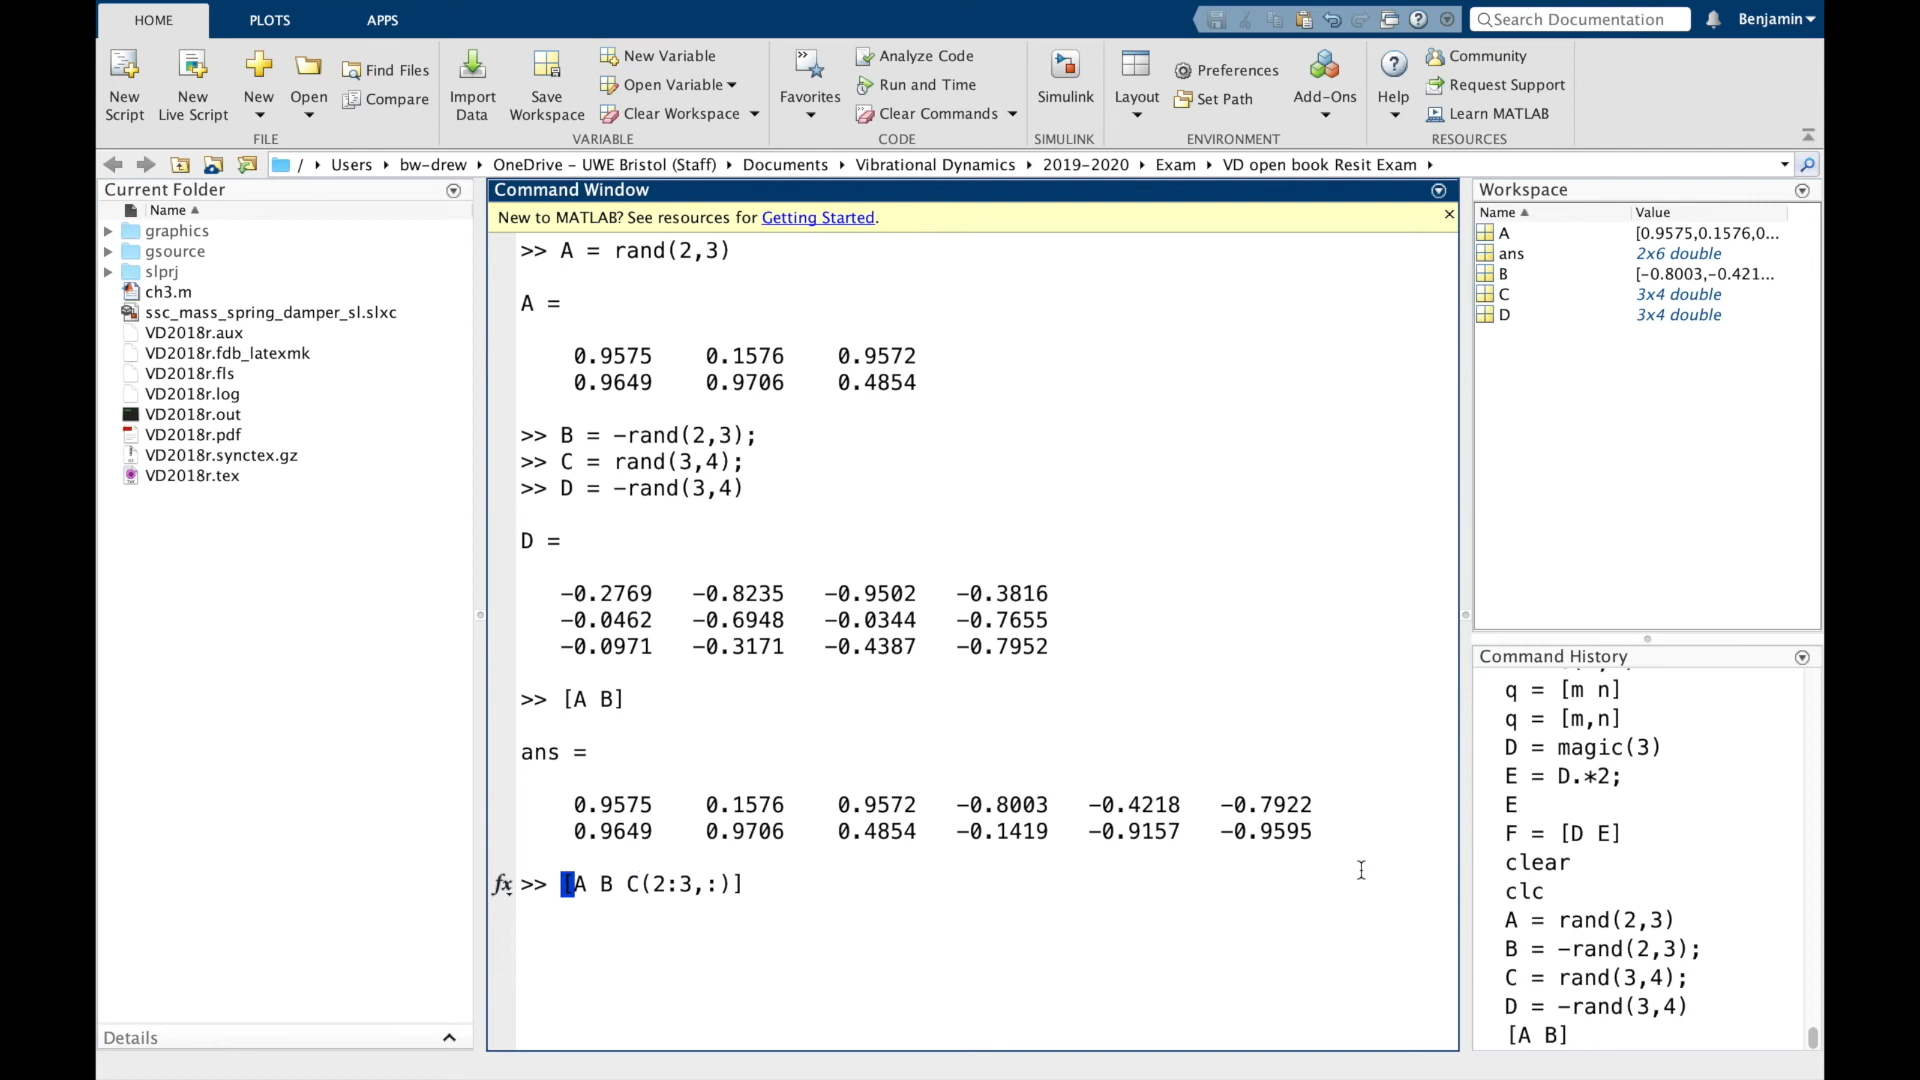 HOME PLOTS APPS
Search Documentation
Benjamin
New Script
New Live Script
New
Open
Find Files
Compare
FILE
Import Data
Save Workspace
New Variable
Open Variable
Clear Workspace
VARIABLE
Favorites
Analyze Code
Run and Time
Clear Commands
CODE
Simulink
SIMULINK
Layout
Preferences
Set Path
Add-Ons
ENVIRONMENT
Help
Community
Request Support
Learn MATLAB
RESOURCES
/ Users bw-drew OneDrive – UWE Bristol (Staff) Documents Vibrational Dynamics 2019-2020 Exam VD open book Resit Exam
Current Folder
Name
graphics
gsource
slprj
ch3.m
ssc_mass_spring_damper_sl.slxc
VD2018r.aux
VD2018r.fdb_latexmk
VD2018r.fls
VD2018r.log
VD2018r.out
VD2018r.pdf
VD2018r.synctex.gz
VD2018r.tex
Details
Command Window
New to MATLAB? See resources for Getting Started.
>> A = rand(2,3)
A =
0.9575 0.1576 0.9572
0.9649 0.9706 0.4854
>> B = -rand(2,3);
>> C = rand(3,4);
>> D = -rand(3,4)
D =
-0.2769 -0.8235 -0.9502 -0.3816
-0.0462 -0.6948 -0.0344 -0.7655
-0.0971 -0.3171 -0.4387 -0.7952
>> [A B]
ans =
0.9575 0.1576 0.9572 -0.8003 -0.4218 -0.7922
0.9649 0.9706 0.4854 -0.1419 -0.9157 -0.9595
fx >> [A B C(2:3,:)]
Workspace
Name Value
A [0.9575,0.1576,0...
ans 2x6 double
B [-0.8003,-0.421...
C 3x4 double
D 3x4 double
Command History
q = [m n]
q = [m,n]
D = magic(3)
E = D.*2;
E
F = [D E]
clear
clc
A = rand(2,3)
B = -rand(2,3);
C = rand(3,4);
D = -rand(3,4)
[A B]